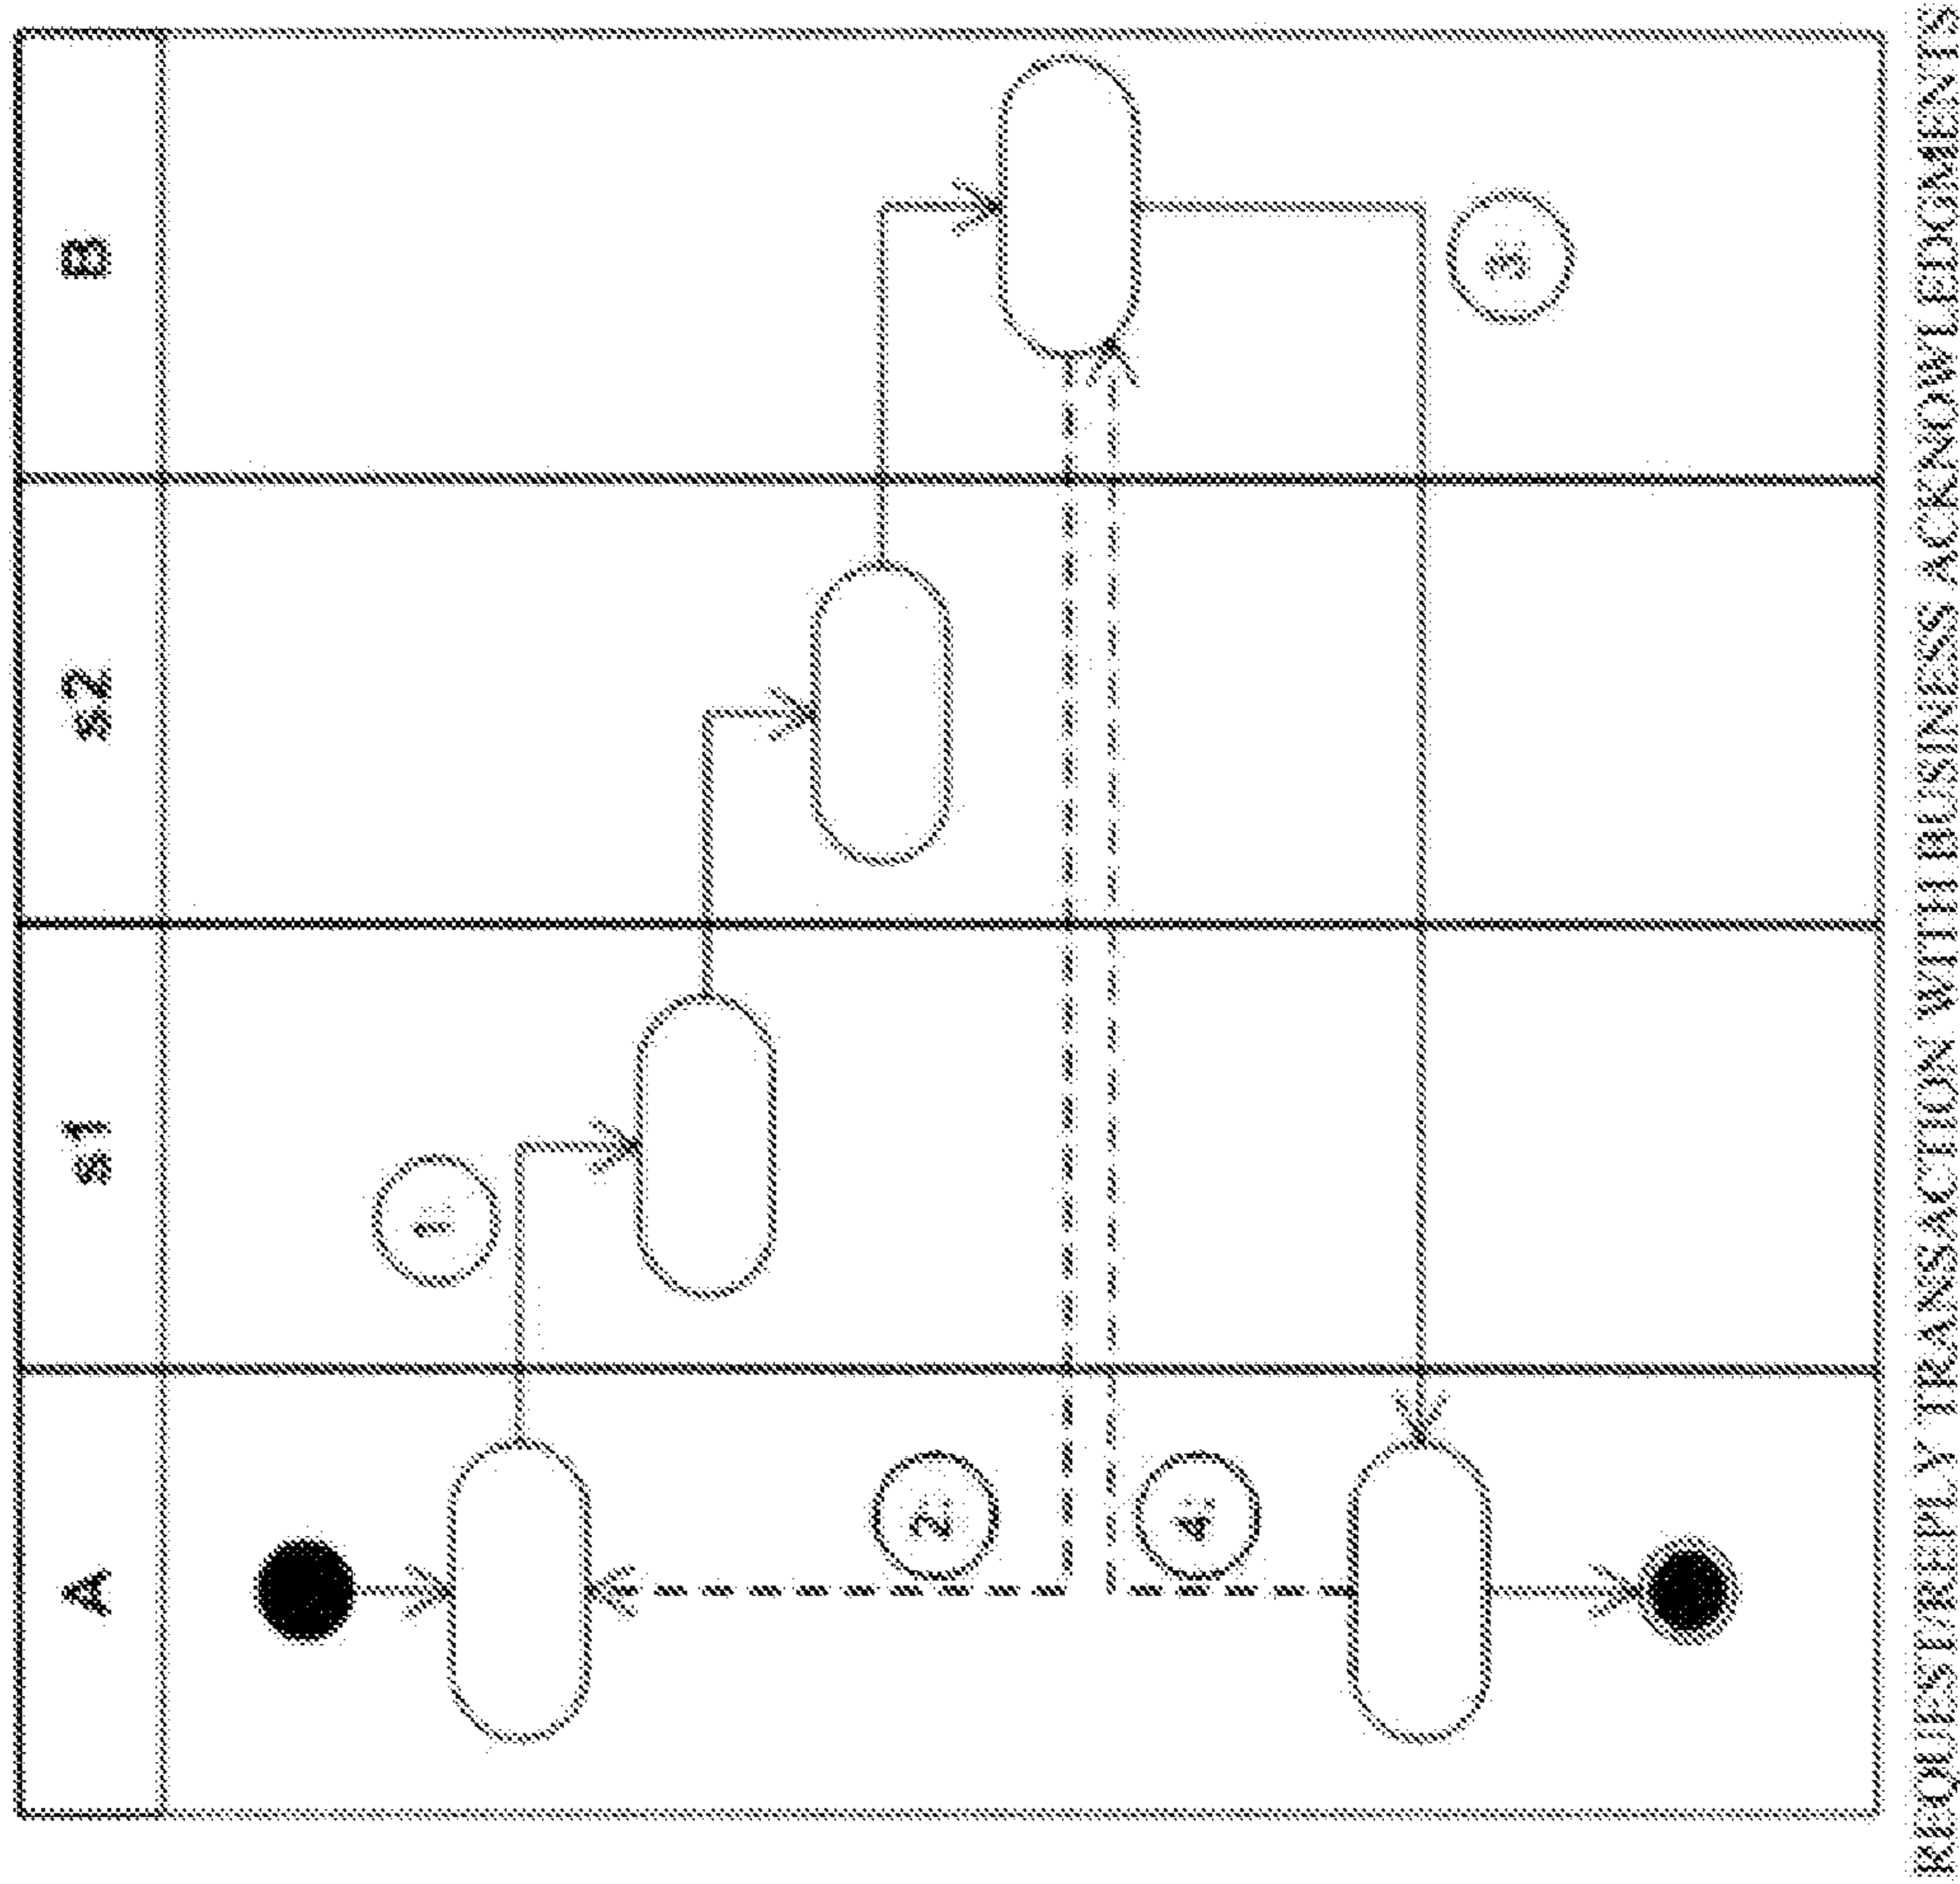 A
s1
s2
B
1.
2.
4.
3.
REQUEST/REPLY TRANSACTION WITH BUSINESS ACKNOWLEDGMENTS